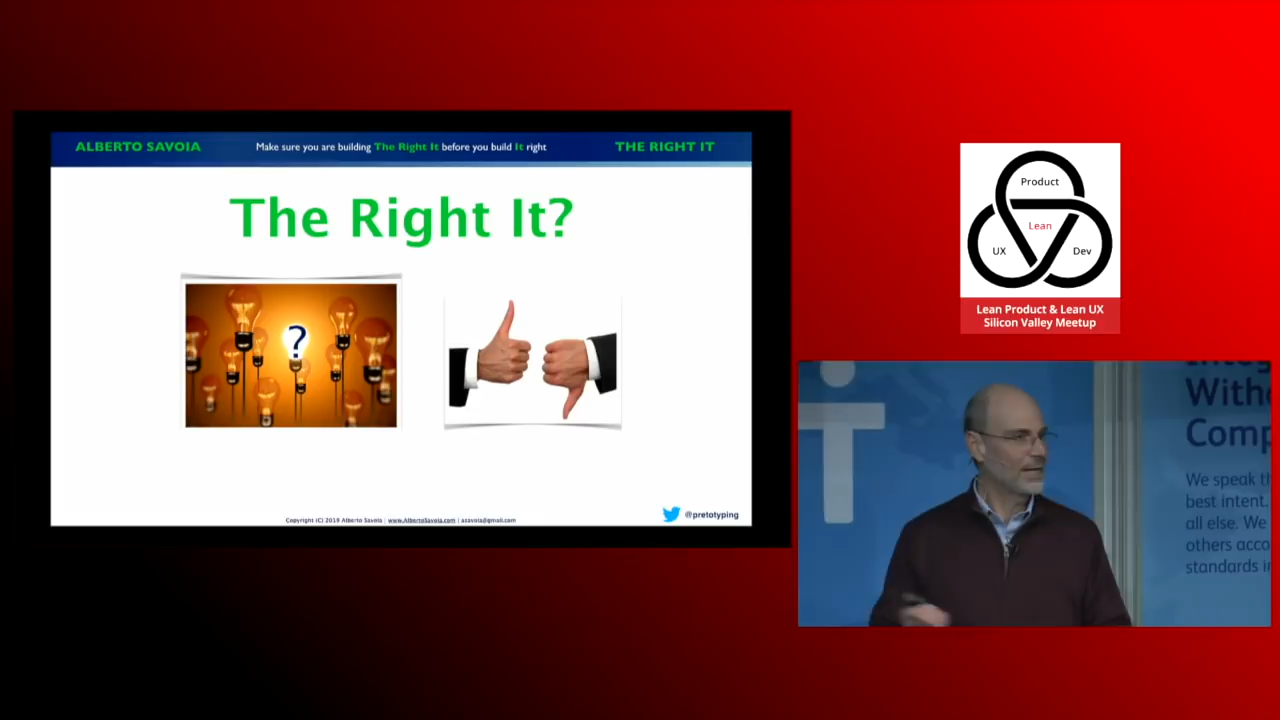 ALBERTO SAVOIA
Make sure you are building The Right It before you build It right
THE RIGHT IT
The Right It?
?
Copyright (C) 2019 Alberto Savoia | www.AlbertoSavoia.com | asavoia@gmail.com
@pretotyping
Product
Lean
UX
Dev
Lean Product & Lean UX
Silicon Valley Meetup
Comp
We speak th
best intent.
all else. We
others acco
standards i